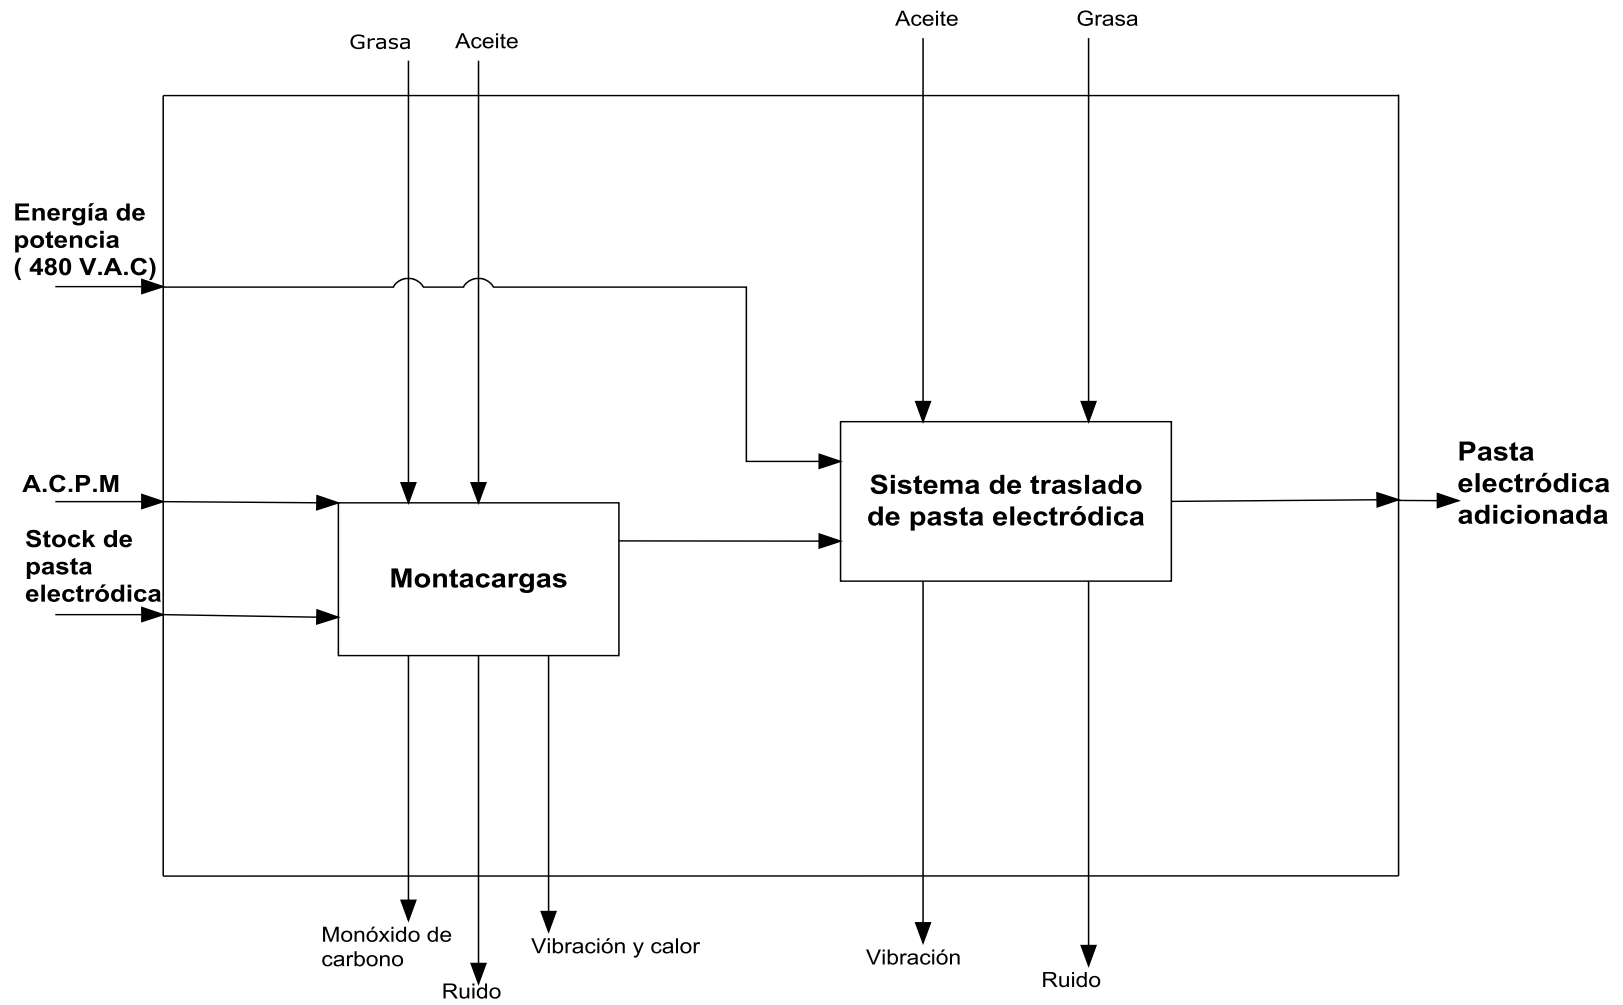 Aceite
Grasa
Grasa
Aceite
Energía de
potencia
( 480 V.A.C)
A.C.P.M
Stock de
pasta
electródica
Montacargas
Sistema de traslado
de pasta electródica
Pasta
electródica
adicionada
Monóxido de
carbono
Ruido
Vibración y calor
Vibración
Ruido